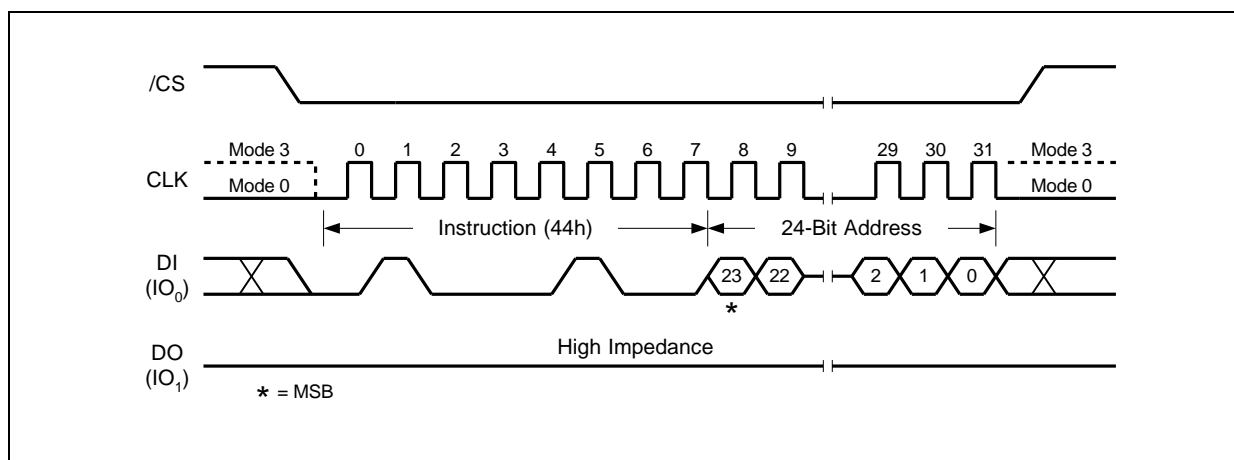 /CS
Mode 3
0 1 2 3 4 5 6 7 8 9 29 30 31
Mode 3
CLK
Mode 0
Mode 0
Instruction (44h)
24-Bit Address
DI
(IO0)
23 22 2 1 0
*
High Impedance
DO
(IO1)
* = MSB